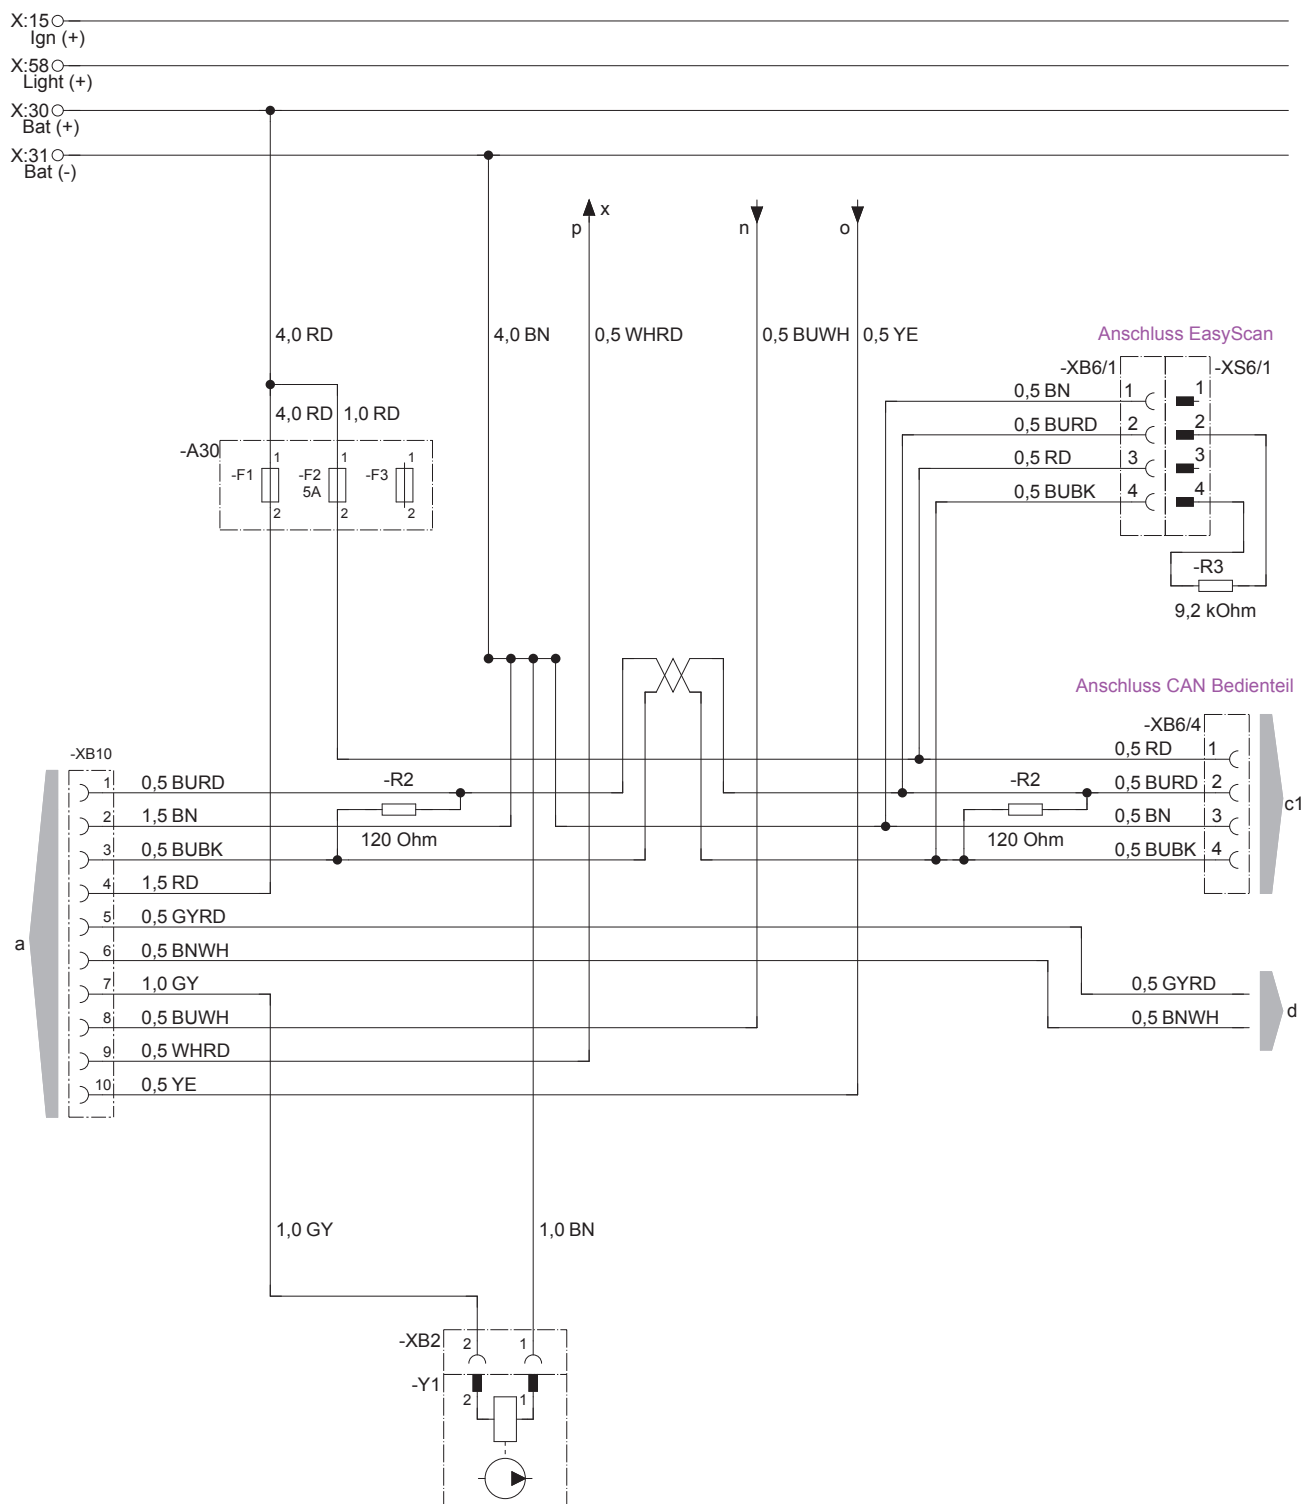 X:15
Ign (+)
X:58
Light (+)
X:30
Bat (+)
X:31
Bat (-)
p
x
n
o
4,0 RD
4,0 BN
0,5 WHRD
0,5 BUWH
0,5 YE
Anschluss EasyScan
-XB6/1
-XS6/1
0,5 BN
1
1
0,5 BURD
2
2
0,5 RD
3
3
0,5 BUBK
4
4
4,0 RD
1,0 RD
-A30
1
1
1
-F1
-F2
5A
-F3
2
2
2
-R3
9,2 kOhm
Anschluss CAN Bedienteil
-XB6/4
0,5 RD
1
0,5 BURD
2
0,5 BN
3
0,5 BUBK
4
c1
-R2
120 Ohm
-R2
120 Ohm
-XB10
1
0,5 BURD
2
1,5 BN
3
0,5 BUBK
4
1,5 RD
5
0,5 GYRD
6
0,5 BNWH
7
1,0 GY
8
0,5 BUWH
9
0,5 WHRD
10
0,5 YE
a
0,5 GYRD
0,5 BNWH
d
1,0 GY
1,0 BN
-XB2
2
1
-Y1
2
1